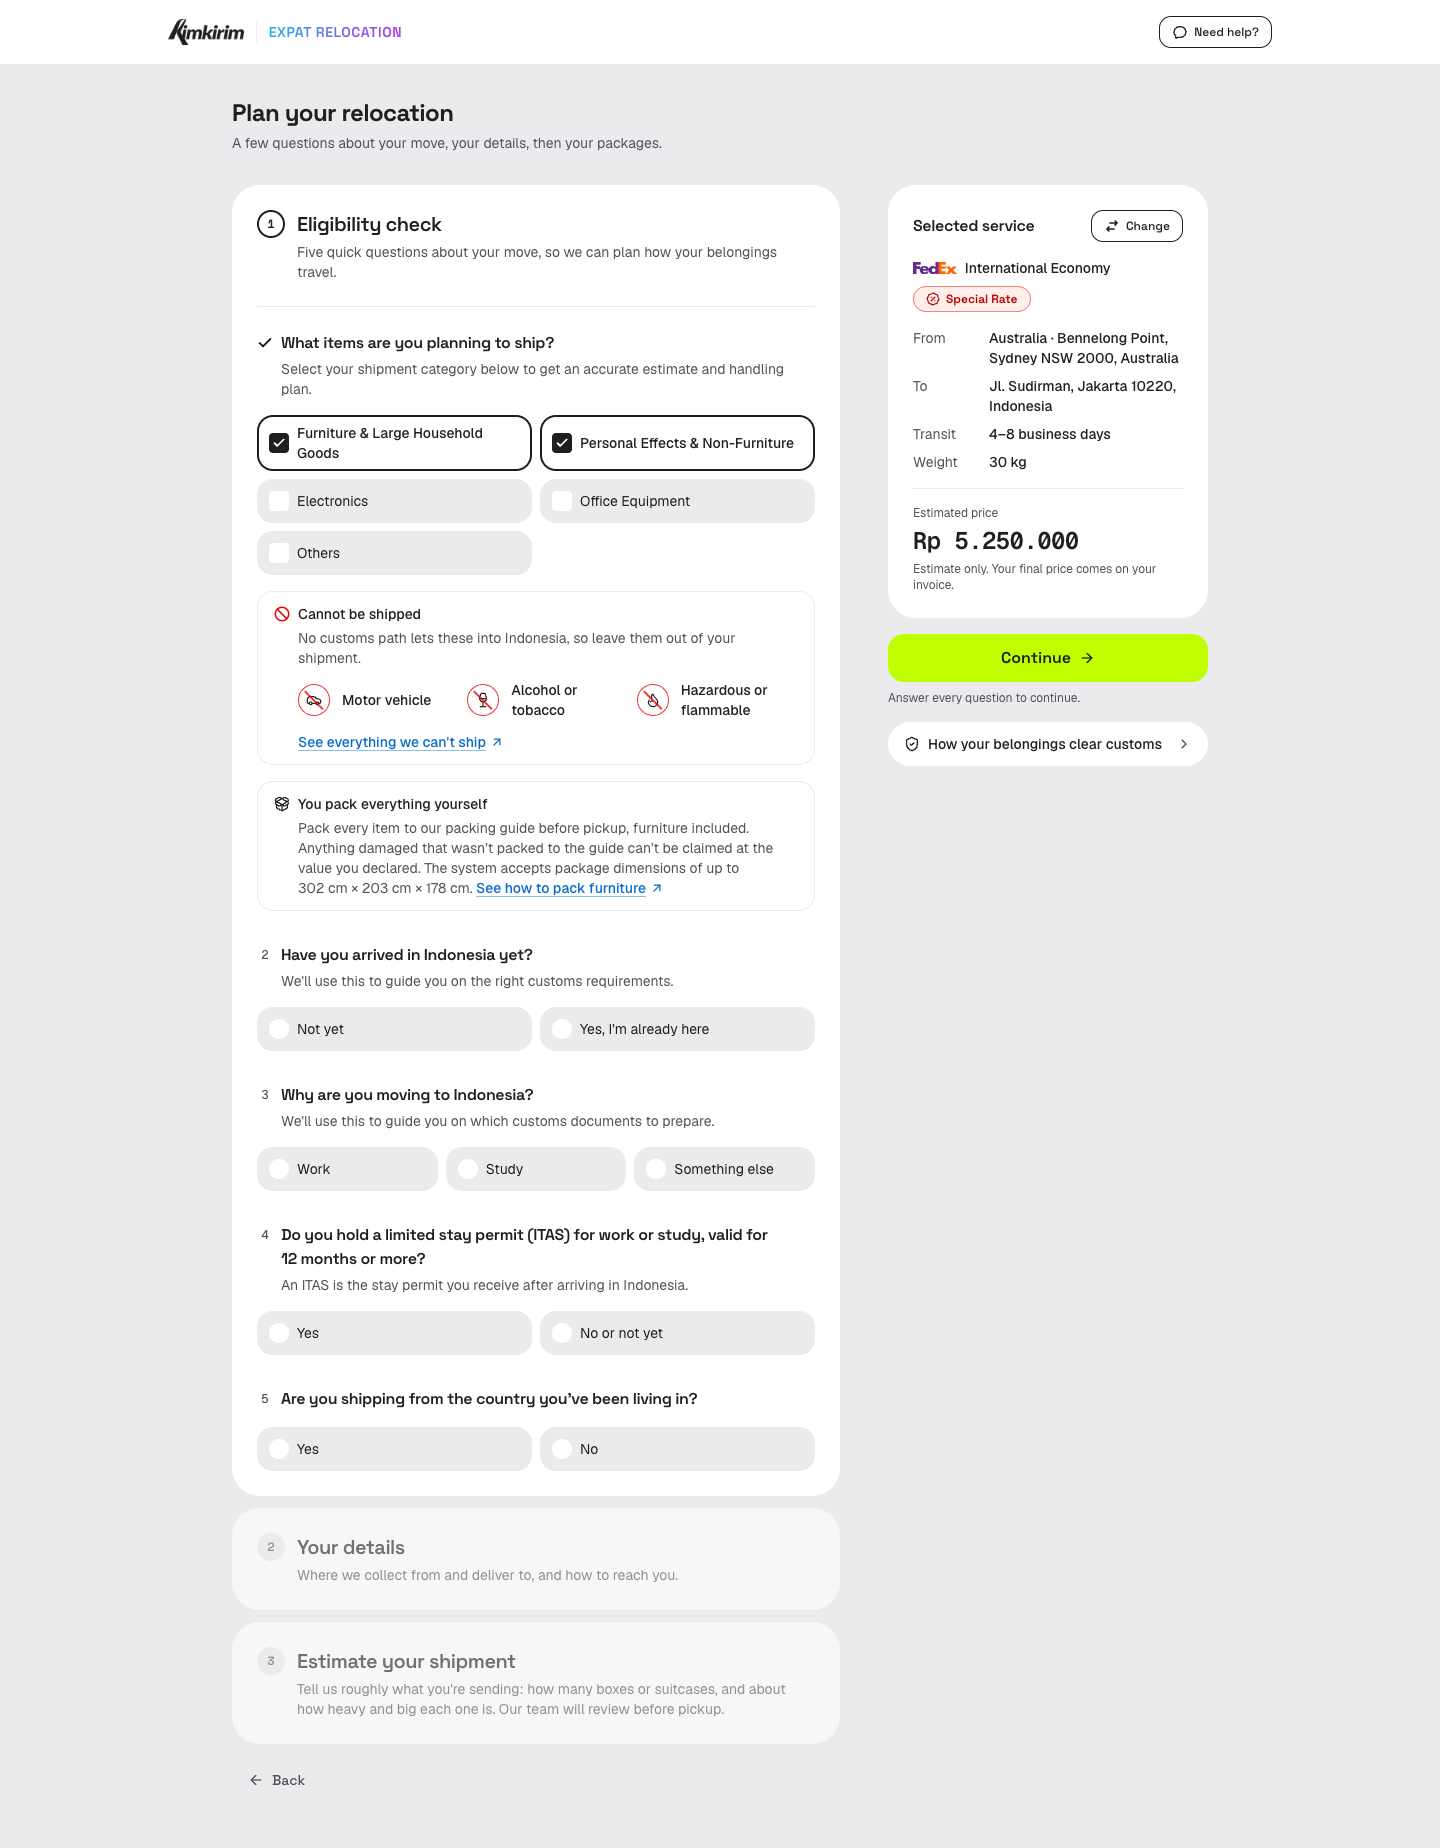 Kimkirim
EXPAT RELOCATION
Need help?
Plan your relocation
A few questions about your move, your details, then your packages.
1
Eligibility check
Five quick questions about your move, so we can plan how your belongings
travel.
What items are you planning to ship?
Select your shipment category below to get an accurate estimate and handling
plan.
Furniture & Large Household
Goods
Personal Effects & Non-Furniture
Electronics
Office Equipment
Others
Cannot be shipped
No customs path lets these into Indonesia, so leave them out of your
shipment.
Motor vehicle
Alcohol or
tobacco
Hazardous or
flammable
See everything we can't ship
You pack everything yourself
Pack every item to our packing guide before pickup, furniture included.
Anything damaged that wasn't packed to the guide can't be claimed at the
value you declared. The system accepts package dimensions of up to
302 cm × 203 cm × 178 cm. See how to pack furniture
2
Have you arrived in Indonesia yet?
We'll use this to guide you on the right customs requirements.
Not yet
Yes, I'm already here
3
Why are you moving to Indonesia?
We'll use this to guide you on which customs documents to prepare.
Work
Study
Something else
4
Do you hold a limited stay permit (ITAS) for work or study, valid for
12 months or more?
An ITAS is the stay permit you receive after arriving in Indonesia.
Yes
No or not yet
5
Are you shipping from the country you've been living in?
Yes
No
2
Your details
Where we collect from and deliver to, and how to reach you.
3
Estimate your shipment
Tell us roughly what you're sending: how many boxes or suitcases, and about
how heavy and big each one is. Our team will review before pickup.
Back
Selected service
Change
FedEx
International Economy
Special Rate
From
Australia · Bennelong Point,
Sydney NSW 2000, Australia
To
Jl. Sudirman, Jakarta 10220,
Indonesia
Transit
4–8 business days
Weight
30 kg
Estimated price
Rp 5.250.000
Estimate only. Your final price comes on your
invoice.
Continue
Answer every question to continue.
How your belongings clear customs